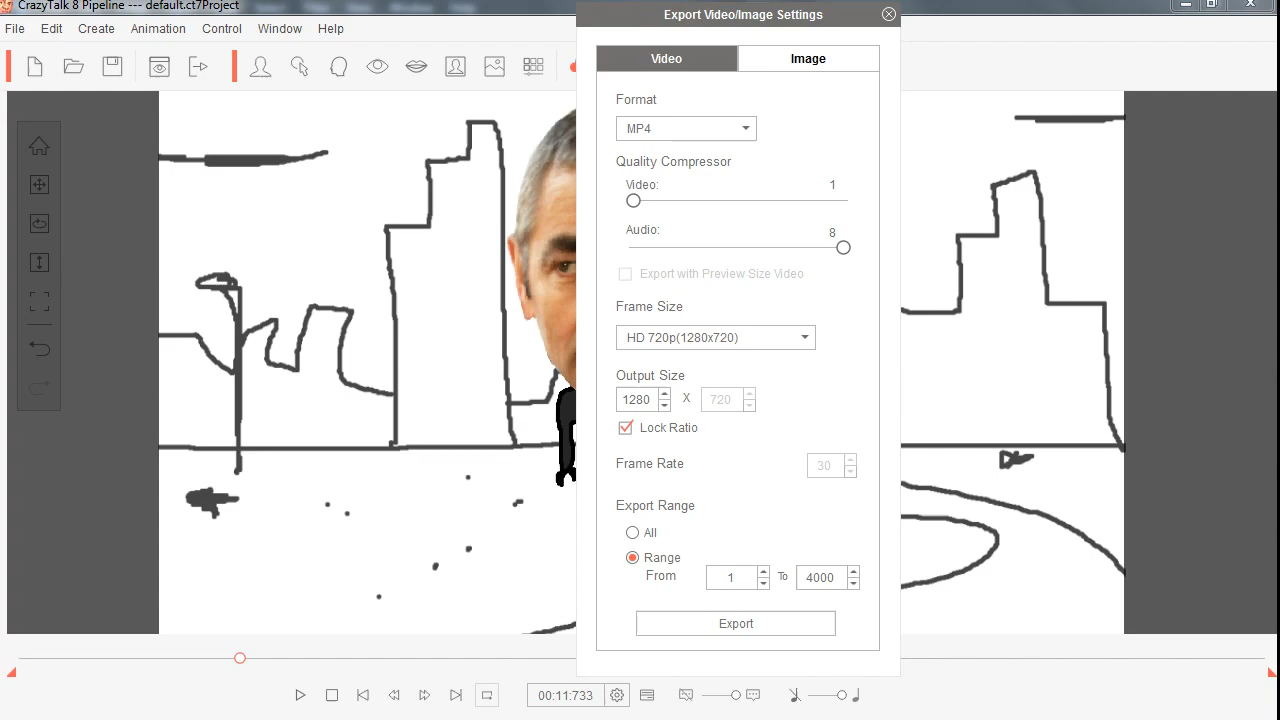 CrazyTalk 8 Pipeline --- default.ct7Project
Export Video/Image Settings
File Edit Create Animation Control Window Help
Video Image
Format
MP4
Quality Compressor
Video: 1
Audio: 8
Export with Preview Size Video
Frame Size
HD 720p(1280x720)
Output Size
1280 X 720
Lock Ratio
Frame Rate 30
Export Range
All
Range
From 1 To 4000
Export
00:11:733